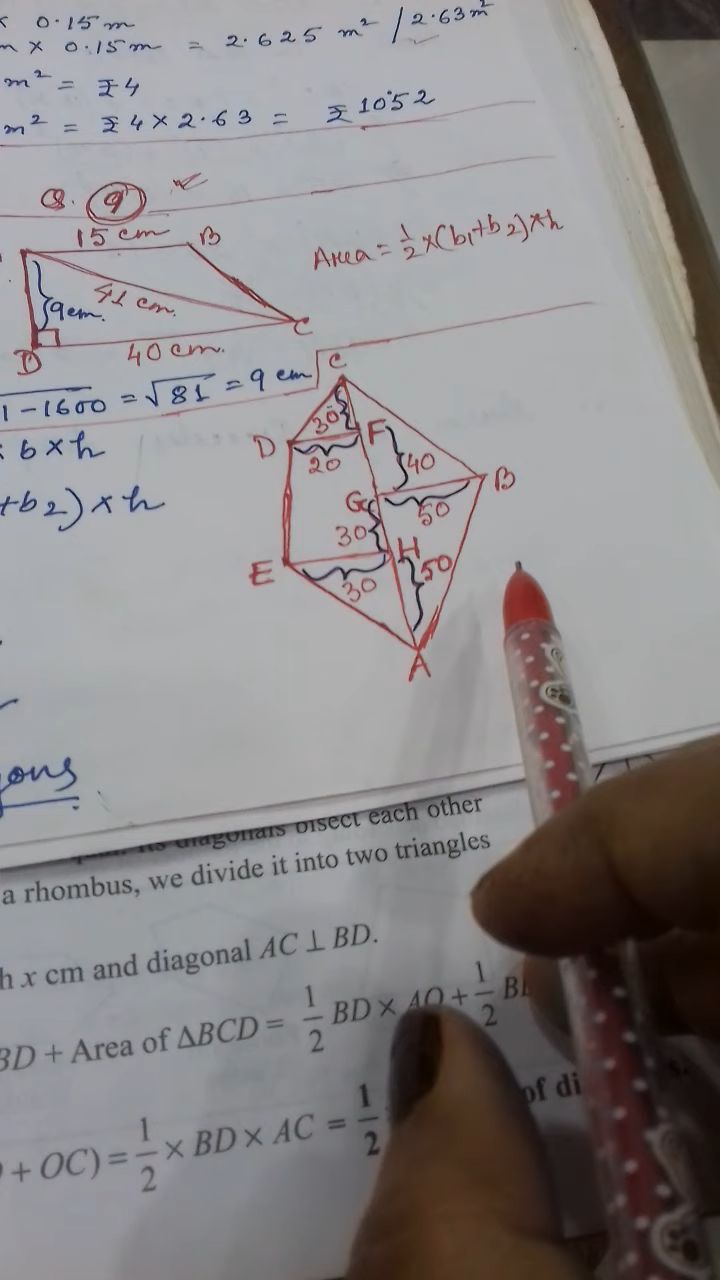 × 0.15 m
m × 0.15 m = 2.625 m² / 2.63 m²
m² = ₹4
m² = ₹4 × 2.63 = ₹10.52
Q. 9
15 cm B
Area = 1/2 × (b₁+b₂) × h
9cm. 41 cm.
C
D 40 cm.
1 - 1600 = √81 = 9 cm
b × h
+b₂) × h
C
30
D F
20 40
G B
50
30 H
E 50
30
A
ons
diagonals bisect each other
a rhombus, we divide it into two triangles
h x cm and diagonal AC ⊥ BD.
BD + Area of ΔBCD = 1/2 BD × AO + 1/2
+ OC) = 1/2 × BD × AC = 1/2 of